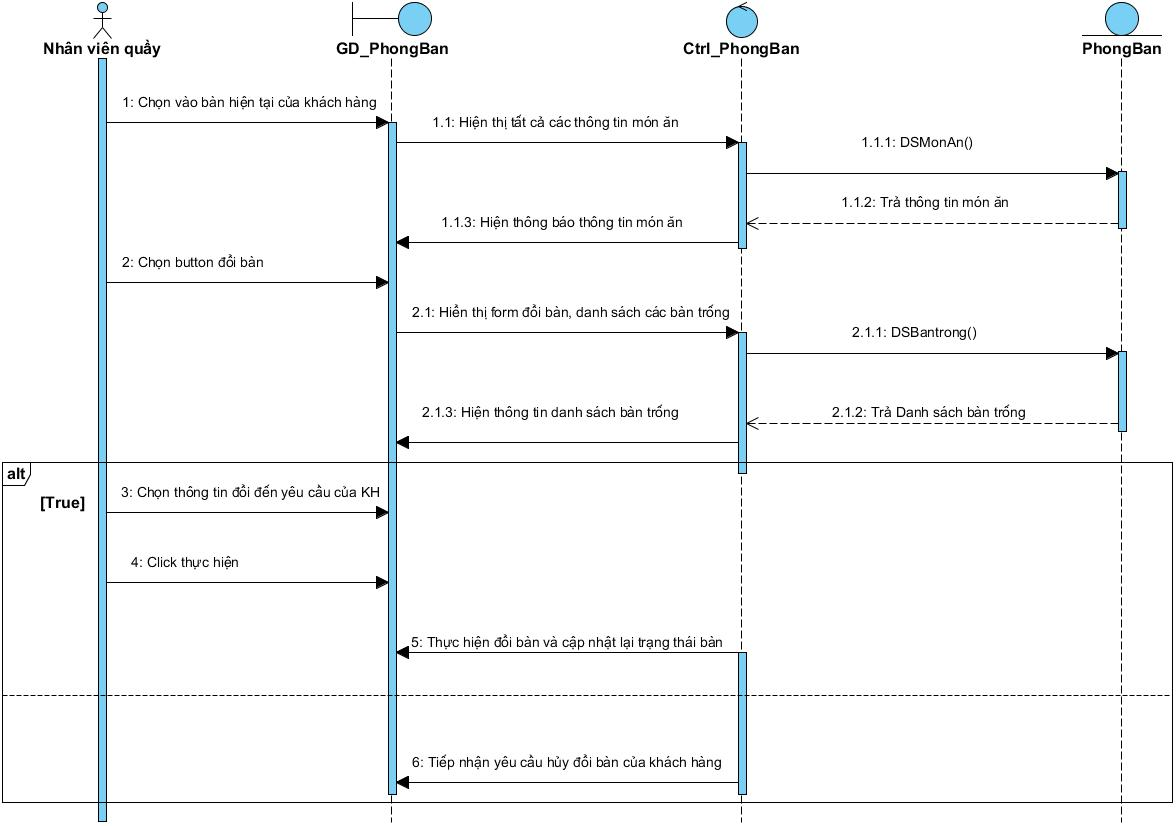 Nhân viên quầy
GD_PhongBan
Ctrl_PhongBan
PhongBan
1: Chọn vào bàn hiện tại của khách hàng
1.1: Hiện thị tất cả các thông tin món ăn
1.1.1: DSMonAn()
1.1.2: Trả thông tin món ăn
1.1.3: Hiện thông báo thông tin món ăn
2: Chọn button đổi bàn
2.1: Hiển thị form đổi bàn, danh sách các bàn trống
2.1.1: DSBantrong()
2.1.2: Trả Danh sách bàn trống
2.1.3: Hiện thông tin danh sách bàn trống
alt
[True]
3: Chọn thông tin đổi đến yêu cầu của KH
4: Click thực hiện
5: Thực hiện đổi bàn và cập nhật lại trạng thái bàn
6: Tiếp nhận yêu cầu hủy đổi bàn của khách hàng